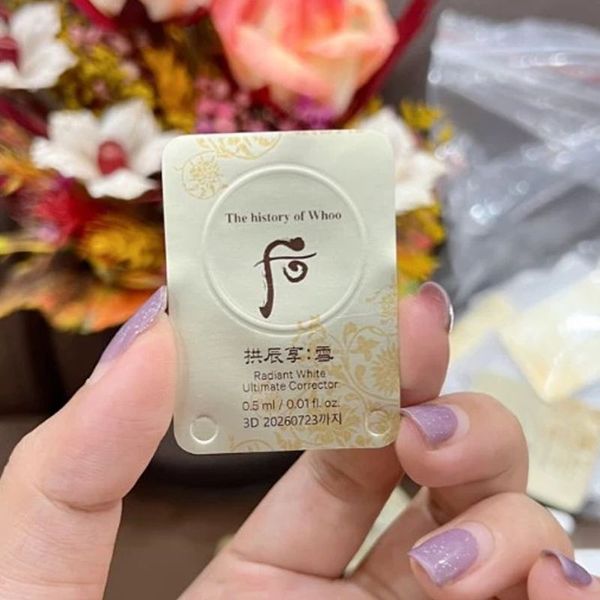 The history of Whoo
拱辰享:雪
Radiant White
Ultimate Corrector
0.5 ml / 0.01 fl. oz.
3D 20260723까지